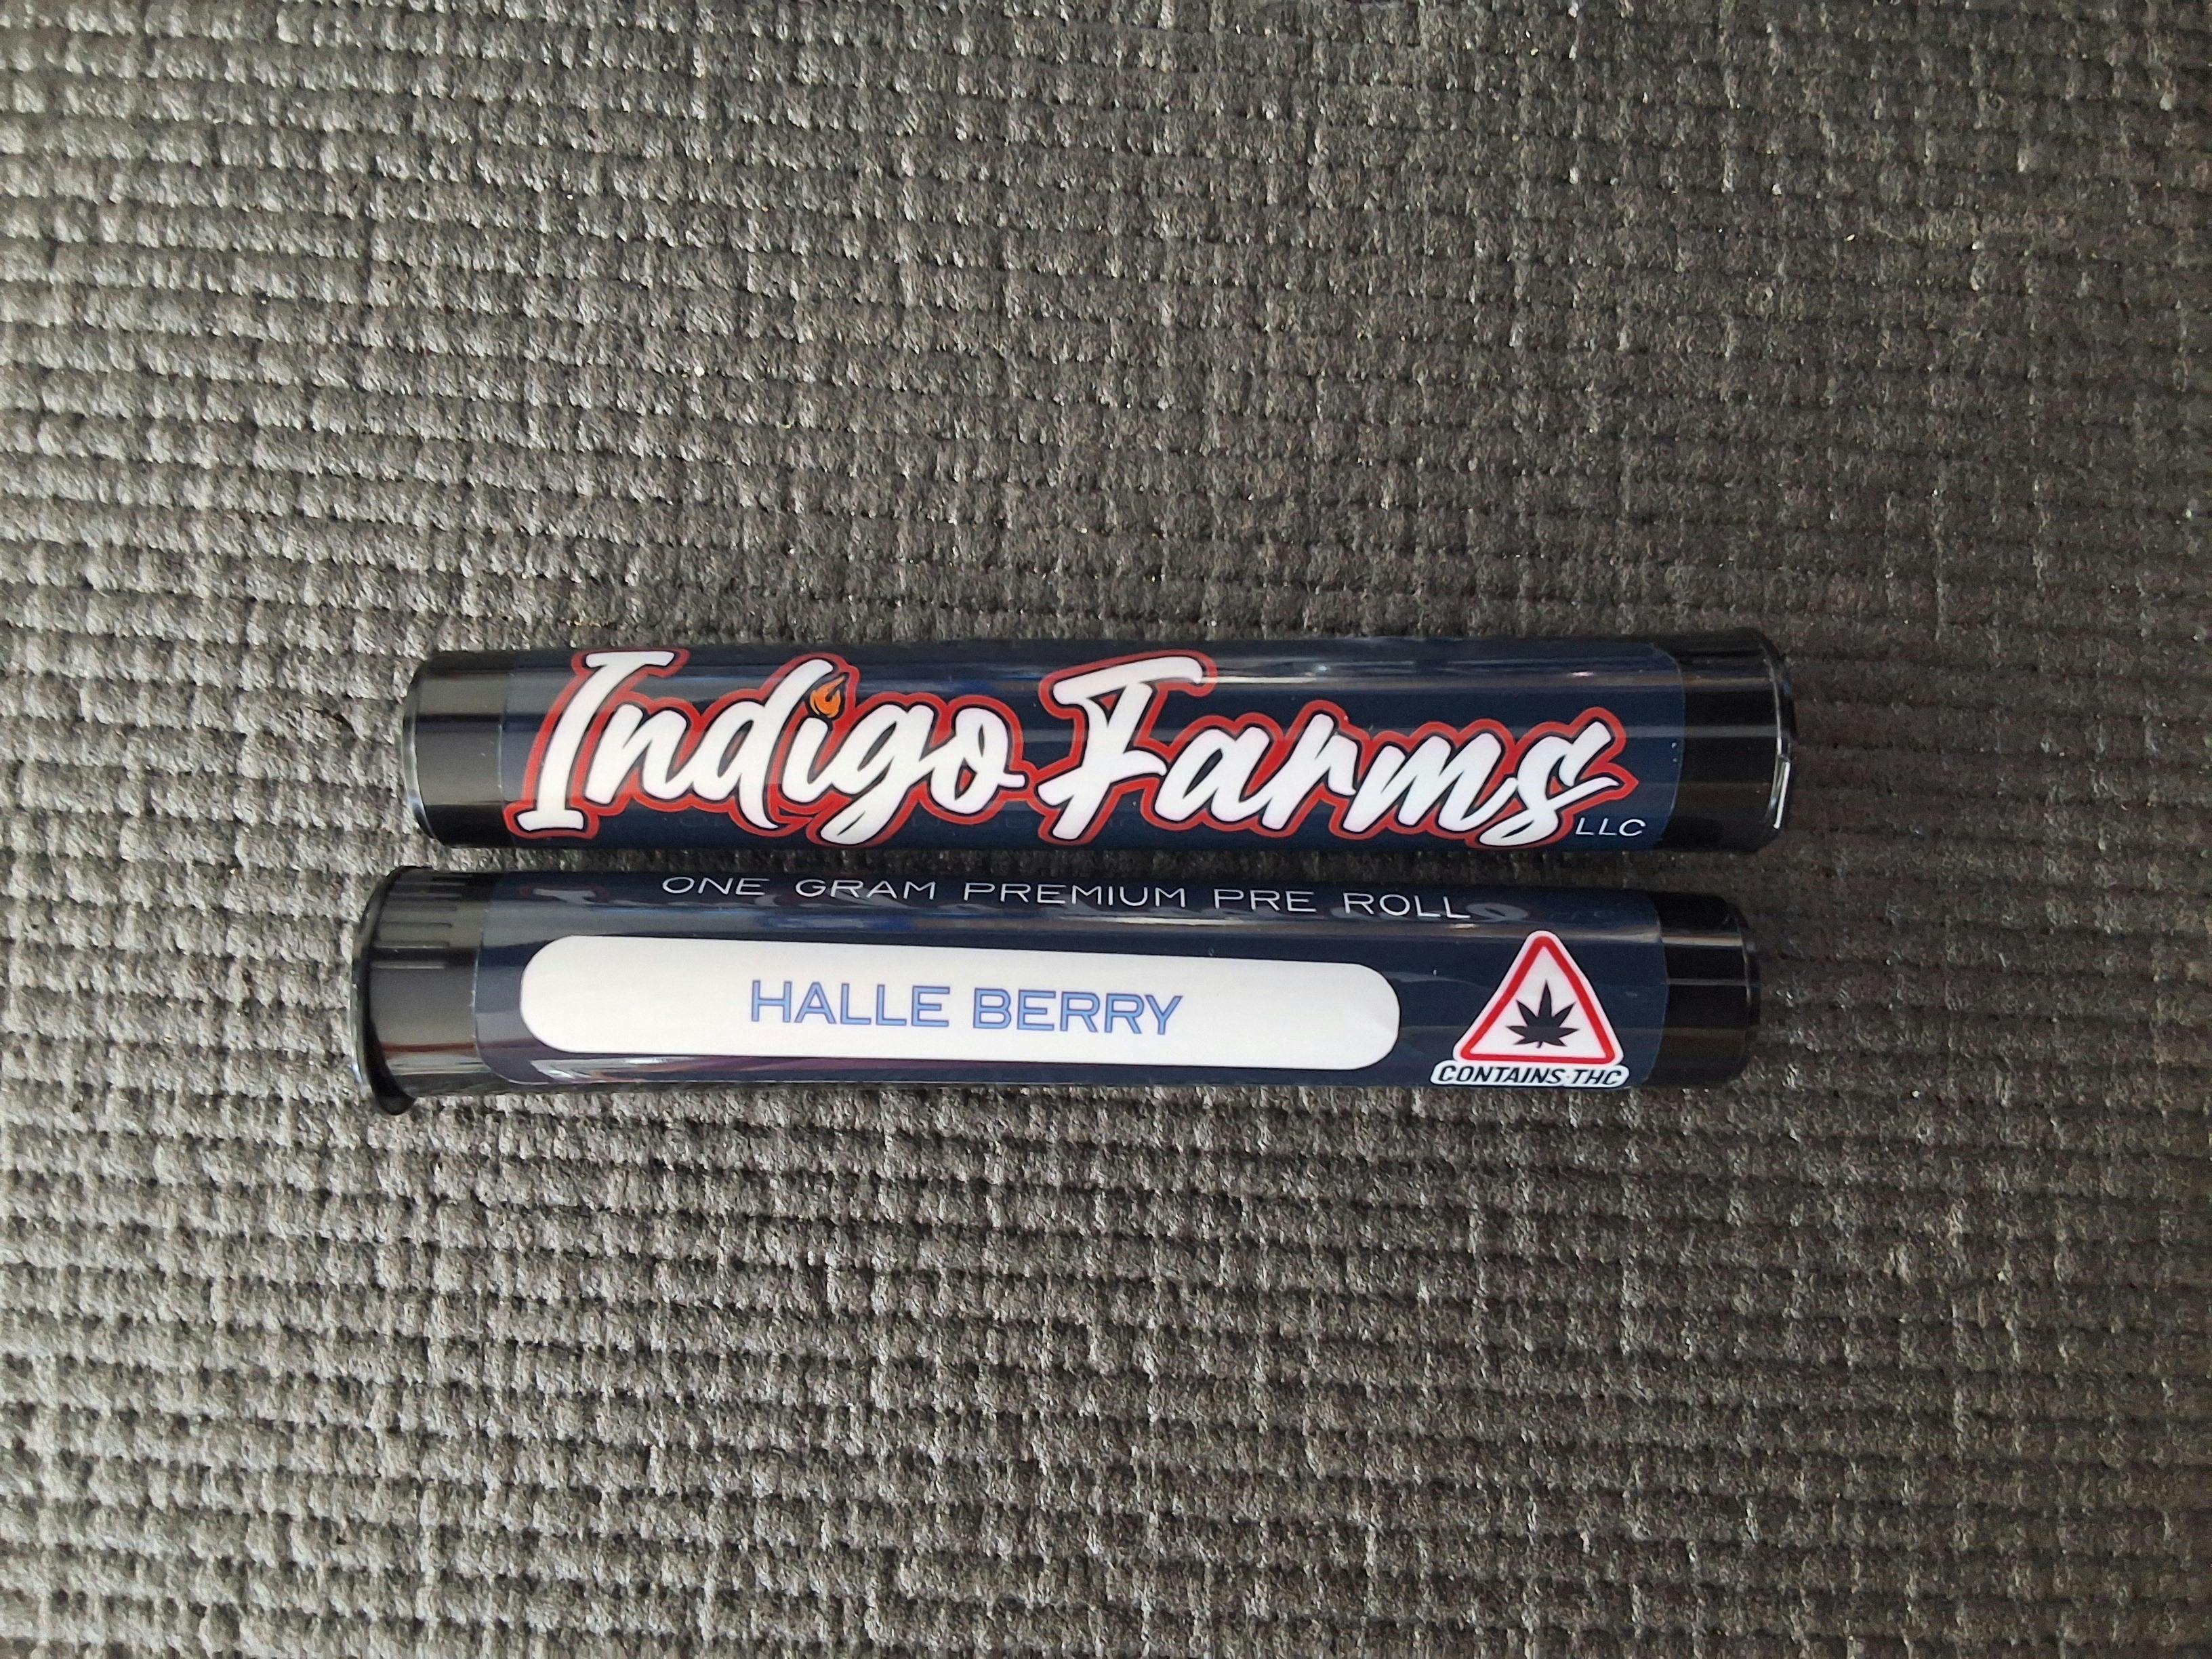 Indigo Farms
LLC
ONE GRAM PREMIUM PRE ROLL
HALLE BERRY
CONTAINS THC